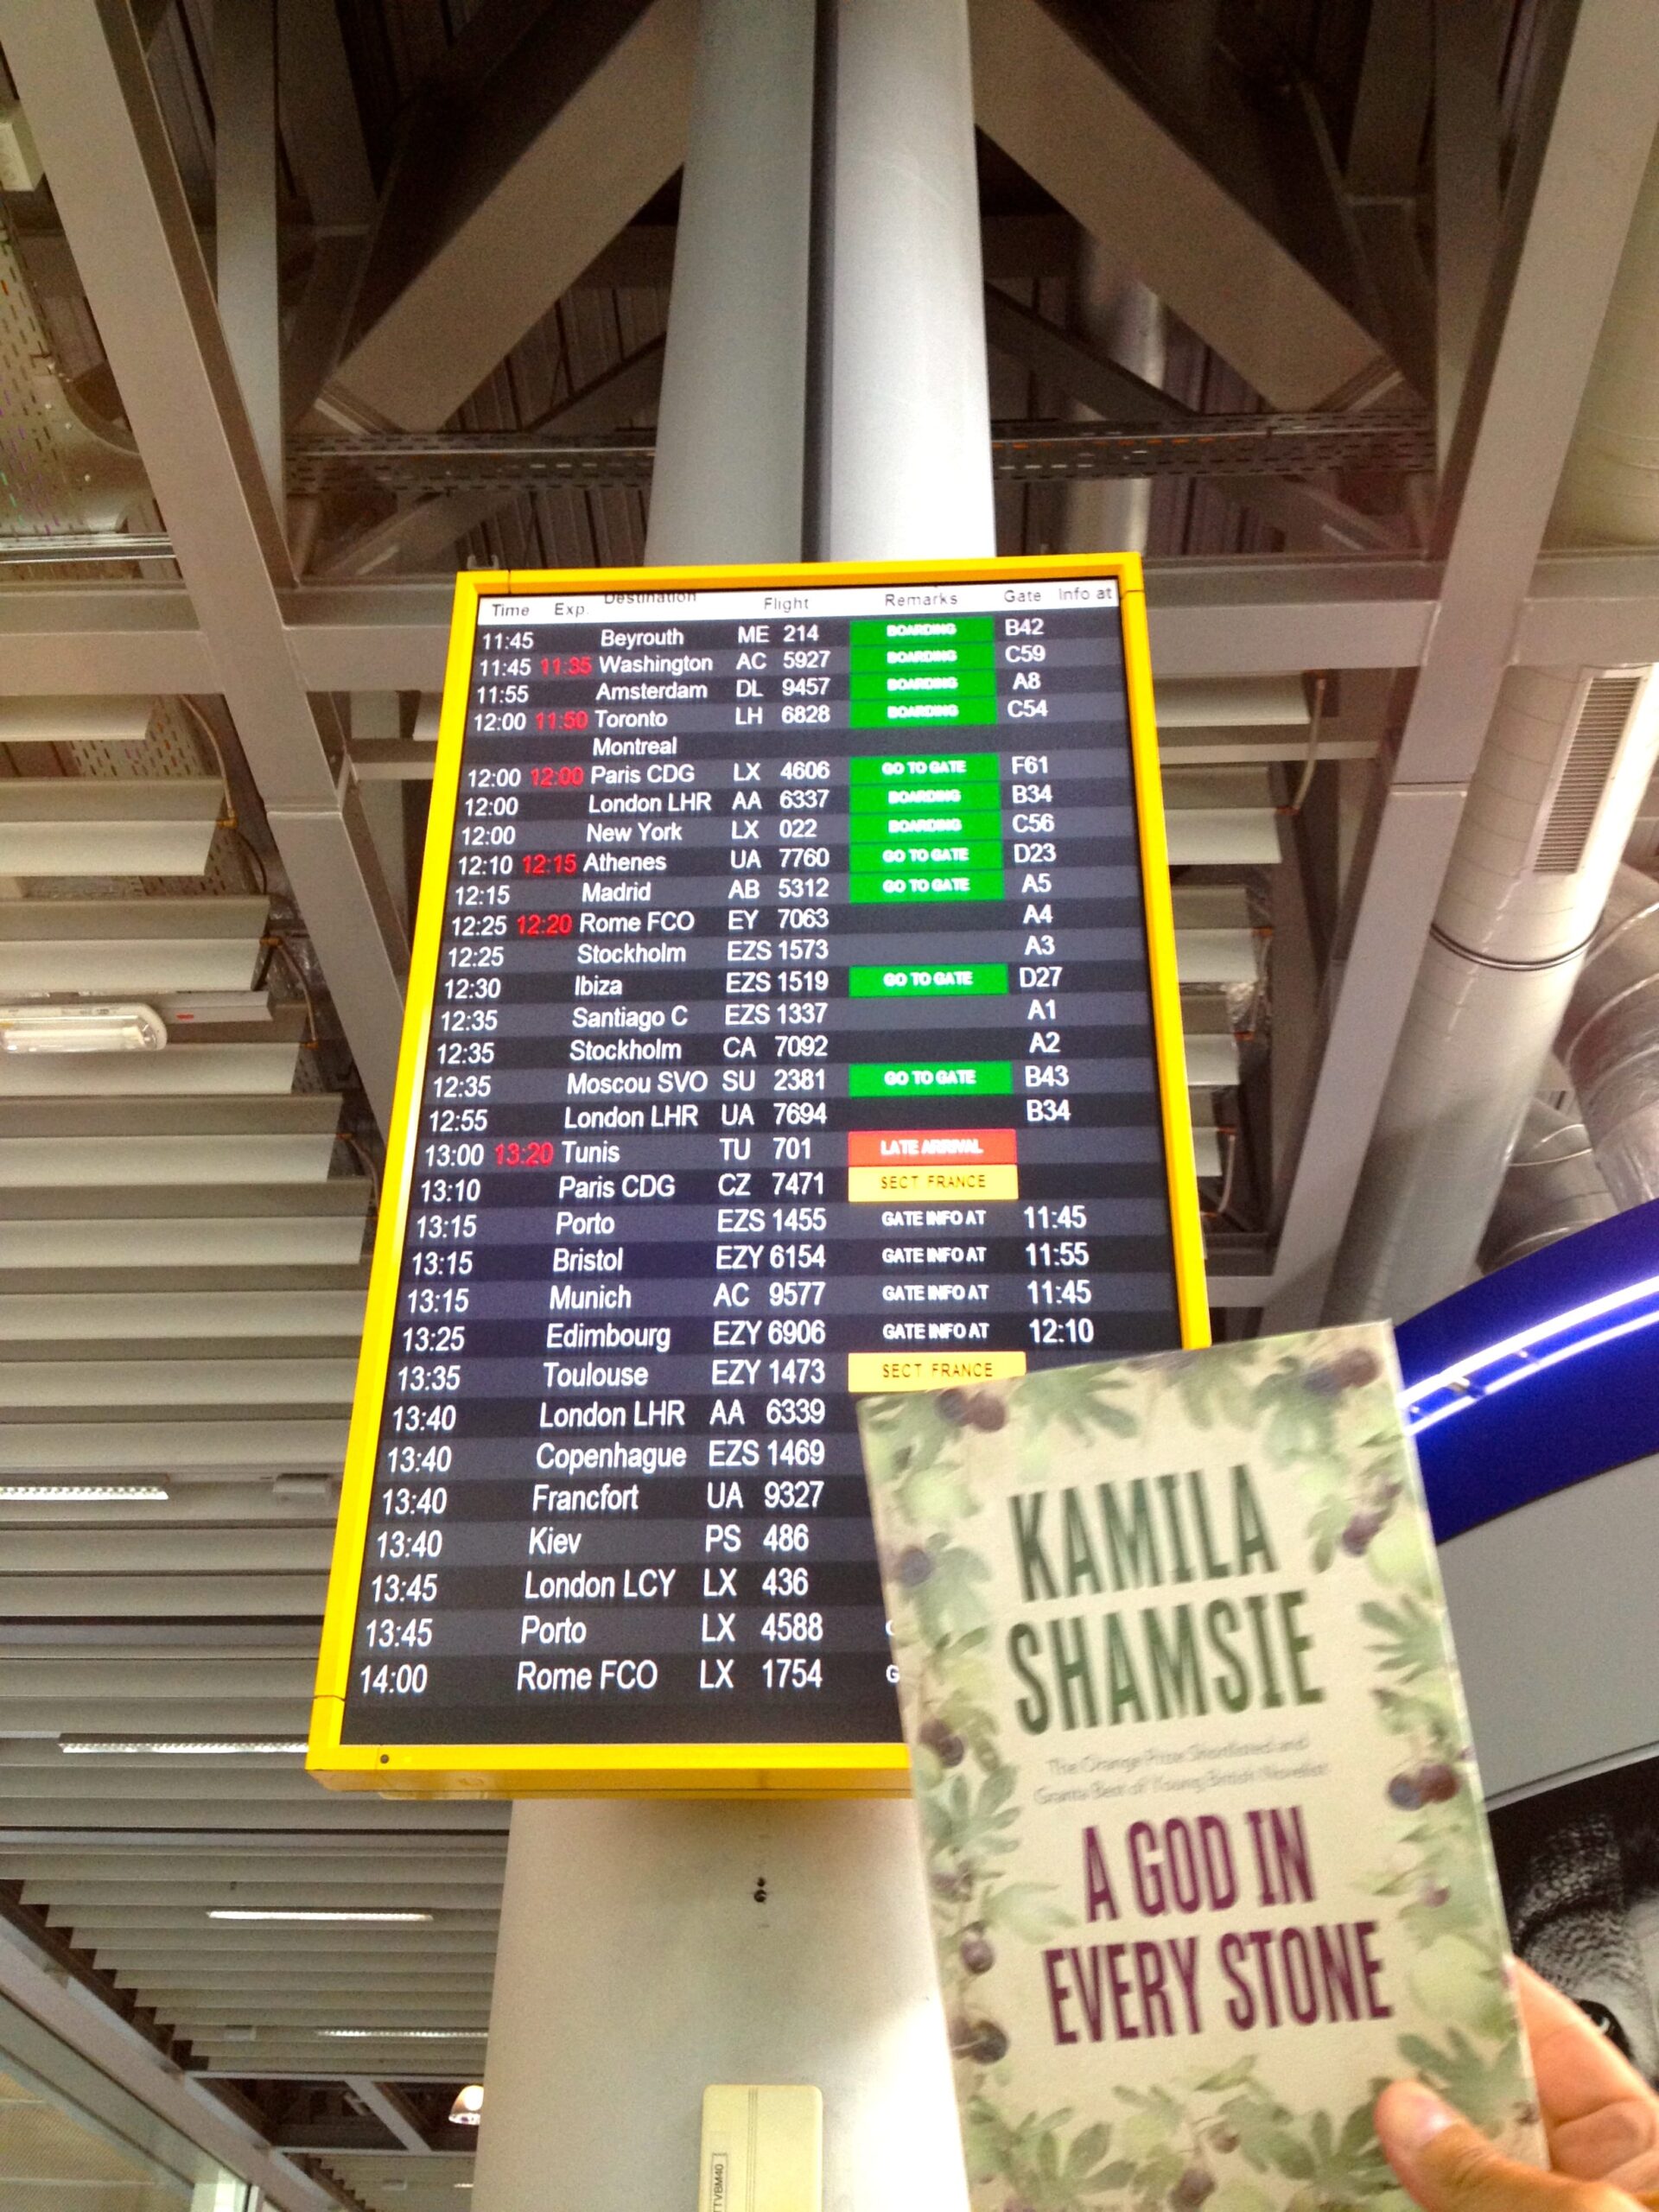 Time Exp. Destination Flight Remarks Gate Info at
11:45 Beyrouth ME 214 BOARDING B42
11:45 11:35 Washington AC 5927 BOARDING C59
11:55 Amsterdam DL 9457 BOARDING A8
12:00 11:50 Toronto LH 6828 BOARDING C54
Montreal
12:00 12:00 Paris CDG LX 4606 GO TO GATE F61
12:00 London LHR AA 6337 BOARDING B34
12:00 New York LX 022 BOARDING C56
12:10 12:15 Athenes UA 7760 GO TO GATE D23
12:15 Madrid AB 5312 GO TO GATE A5
12:25 12:20 Rome FCO EY 7063 A4
12:25 Stockholm EZS 1573 A3
12:30 Ibiza EZS 1519 GO TO GATE D27
12:35 Santiago C EZS 1337 A1
12:35 Stockholm CA 7092 A2
12:35 Moscou SVO SU 2381 GO TO GATE B43
12:55 London LHR UA 7694 B34
13:00 13:20 Tunis TU 701 LATE ARRIVAL
13:10 Paris CDG CZ 7471 SECT. FRANCE
13:15 Porto EZS 1455 GATE INFO AT 11:45
13:15 Bristol EZY 6154 GATE INFO AT 11:55
13:15 Munich AC 9577 GATE INFO AT 11:45
13:25 Edimbourg EZY 6906 GATE INFO AT 12:10
13:35 Toulouse EZY 1473 SECT. FRANCE
13:40 London LHR AA 6339
13:40 Copenhague EZS 1469
13:40 Francfort UA 9327
13:40 Kiev PS 486
13:45 London LCY LX 436
13:45 Porto LX 4588
14:00 Rome FCO LX 1754 G
KAMILA
SHAMSIE
The Orange Prize Shortlisted and
Granta Best of Young British Novelist
A GOD IN
EVERY STONE